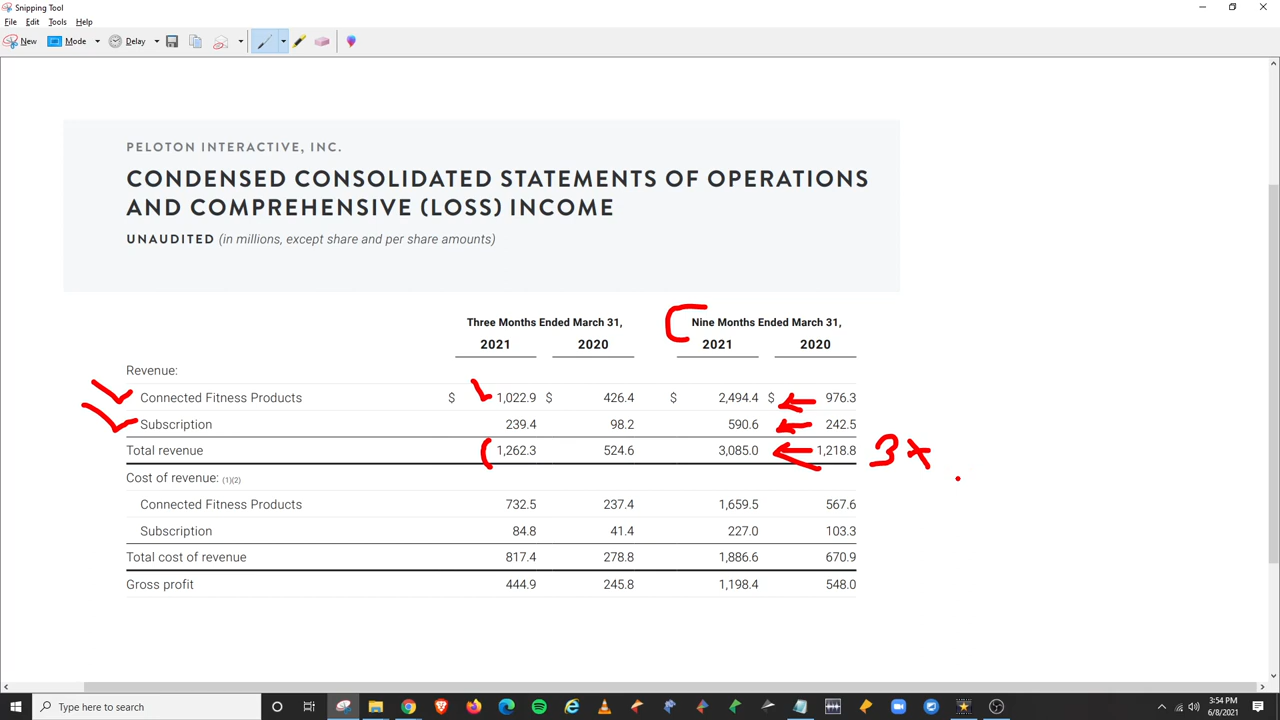 Snipping Tool
File Edit Tools Help
New Mode Delay
PELOTON INTERACTIVE, INC.
CONDENSED CONSOLIDATED STATEMENTS OF OPERATIONS
AND COMPREHENSIVE (LOSS) INCOME
UNAUDITED (in millions, except share and per share amounts)
Three Months Ended March 31, Nine Months Ended March 31,
2021 2020 2021 2020
Revenue:
Connected Fitness Products $ 1,022.9 $ 426.4 $ 2,494.4 $ 976.3
Subscription 239.4 98.2 590.6 242.5
Total revenue 1,262.3 524.6 3,085.0 1,218.8 3x
Cost of revenue: (1)(2)
Connected Fitness Products 732.5 237.4 1,659.5 567.6
Subscription 84.8 41.4 227.0 103.3
Total cost of revenue 817.4 278.8 1,886.6 670.9
Gross profit 444.9 245.8 1,198.4 548.0
Type here to search
3:54 PM
6/8/2021